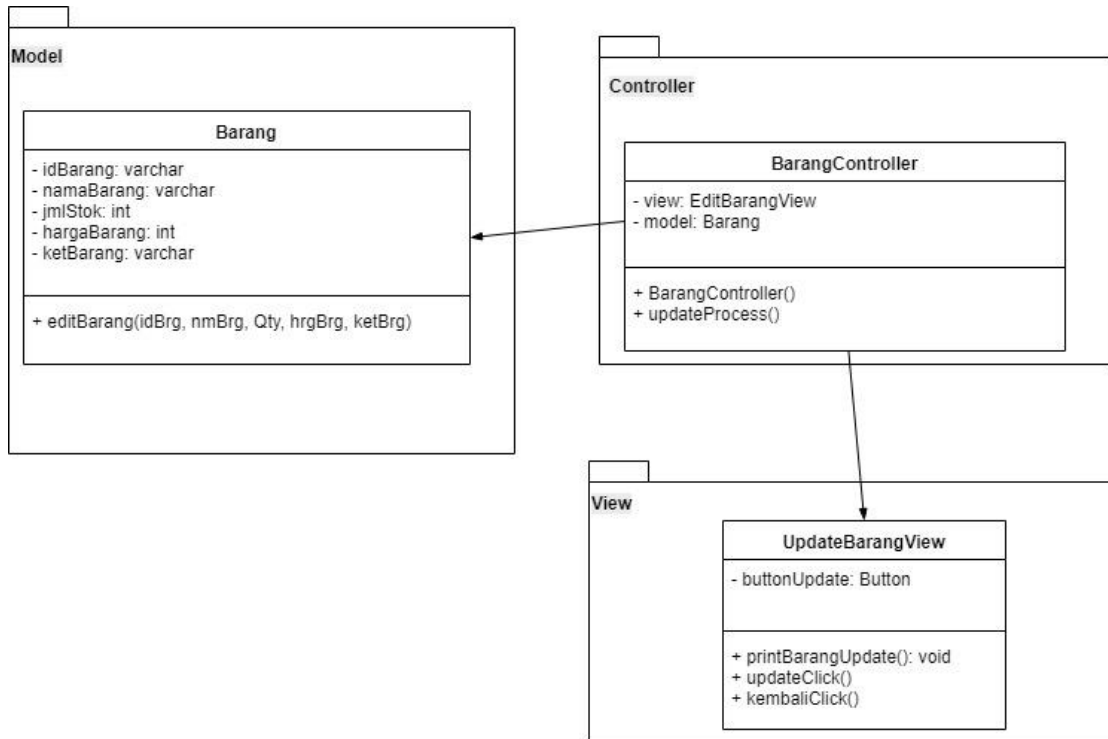 Model
Barang
- idBarang: varchar
- namaBarang: varchar
- jmlStok: int
- hargaBarang: int
- ketBarang: varchar
+ editBarang(idBrg, nmBrg, Qty, hrgBrg, ketBrg)
Controller
BarangController
- view: EditBarangView
- model: Barang
+ BarangController()
+ updateProcess()
View
UpdateBarangView
- buttonUpdate: Button
+ printBarangUpdate(): void
+ updateClick()
+ kembaliClick()